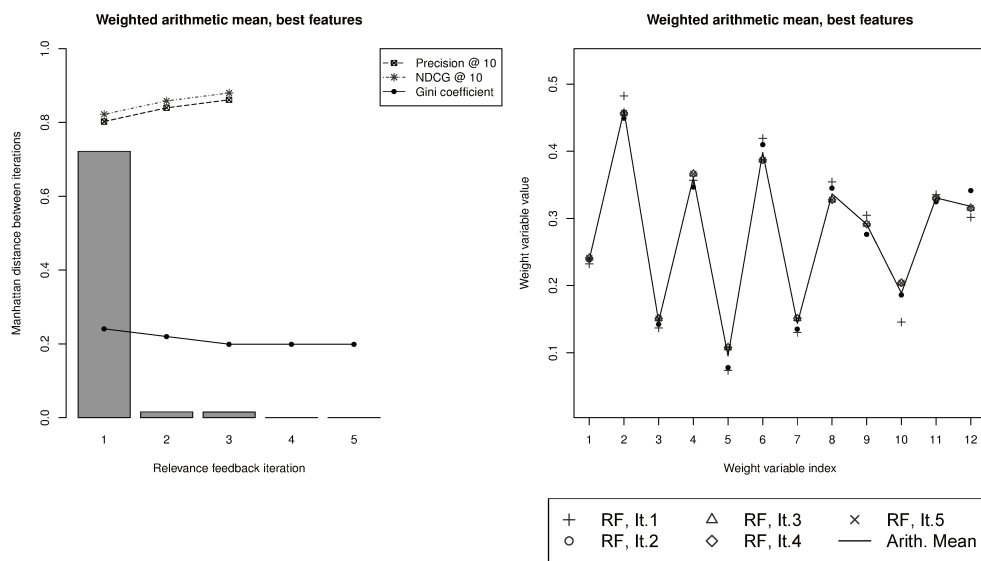 Weighted arithmetic mean, best features
Manhattan distance between iterations
1.0
0.8
0.6
0.4
0.2
0.0
Precision @ 10
NDCG @ 10
Gini coefficient
1 2 3 4 5
Relevance feedback iteration
Weighted arithmetic mean, best features
Weight variable value
0.5
0.4
0.3
0.2
0.1
1 2 3 4 5 6 7 8 9 10 11 12
Weight variable index
RF, It.1 RF, It.3 RF, It.5
RF, It.2 RF, It.4 Arith. Mean